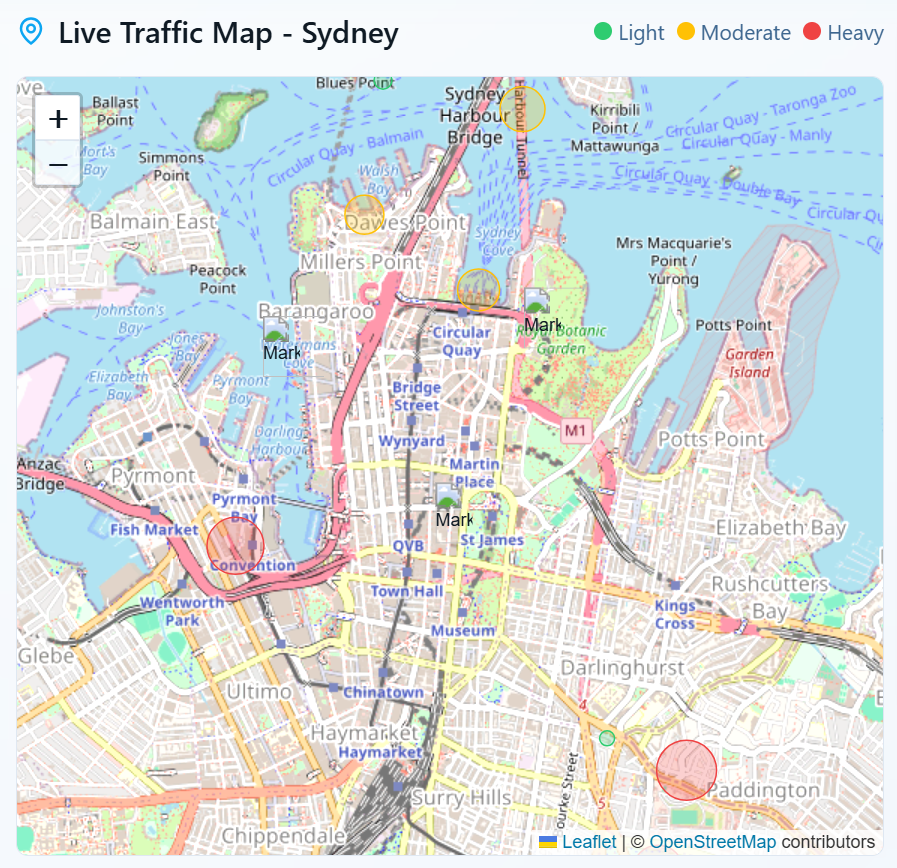 Live Traffic Map - Sydney
Light
Moderate
Heavy
+
−
Blues Point
Ballast
Point
Mort's
Bay
Simmons
Point
Sydney
Harbour
Bridge
Harbour Tunnel
Kirribili
Point /
Mattawunga
Circular Quay - Taronga Zoo
Circular Quay - Manly
Circular Quay - Balmain
Circular Quay - Double Bay
Walsh
Bay
Balmain East
Dawes Point
Sydney
Cove
Millers Point
Peacock
Point
Mrs Macquarie's
Point /
Yurong
Johnston's
Bay
Barangaroo
Circular
Quay
Mark
Royal Botanic
Garden
Potts Point
Garden
Island
Jones
Bay
Mark
Elizabeth
Bay
Pyrmont
Bay
Bridge
Street
Darling
Harbour
Wynyard
M1
Potts Point
Anzac
Bridge
Pyrmont
Martin
Place
Pyrmont
Bay
Mark
Fish Market
QVB
St James
Elizabeth Bay
Convention
Town Hall
Rushcutters
Bay
Wentworth
Park
Museum
Kings
Cross
Glebe
Darlinghurst
Ultimo
Chinatown
4
Haymarket
Haymarket
Surry Hills
ourke Street
5
Paddington
Chippendale
Leaflet | © OpenStreetMap contributors